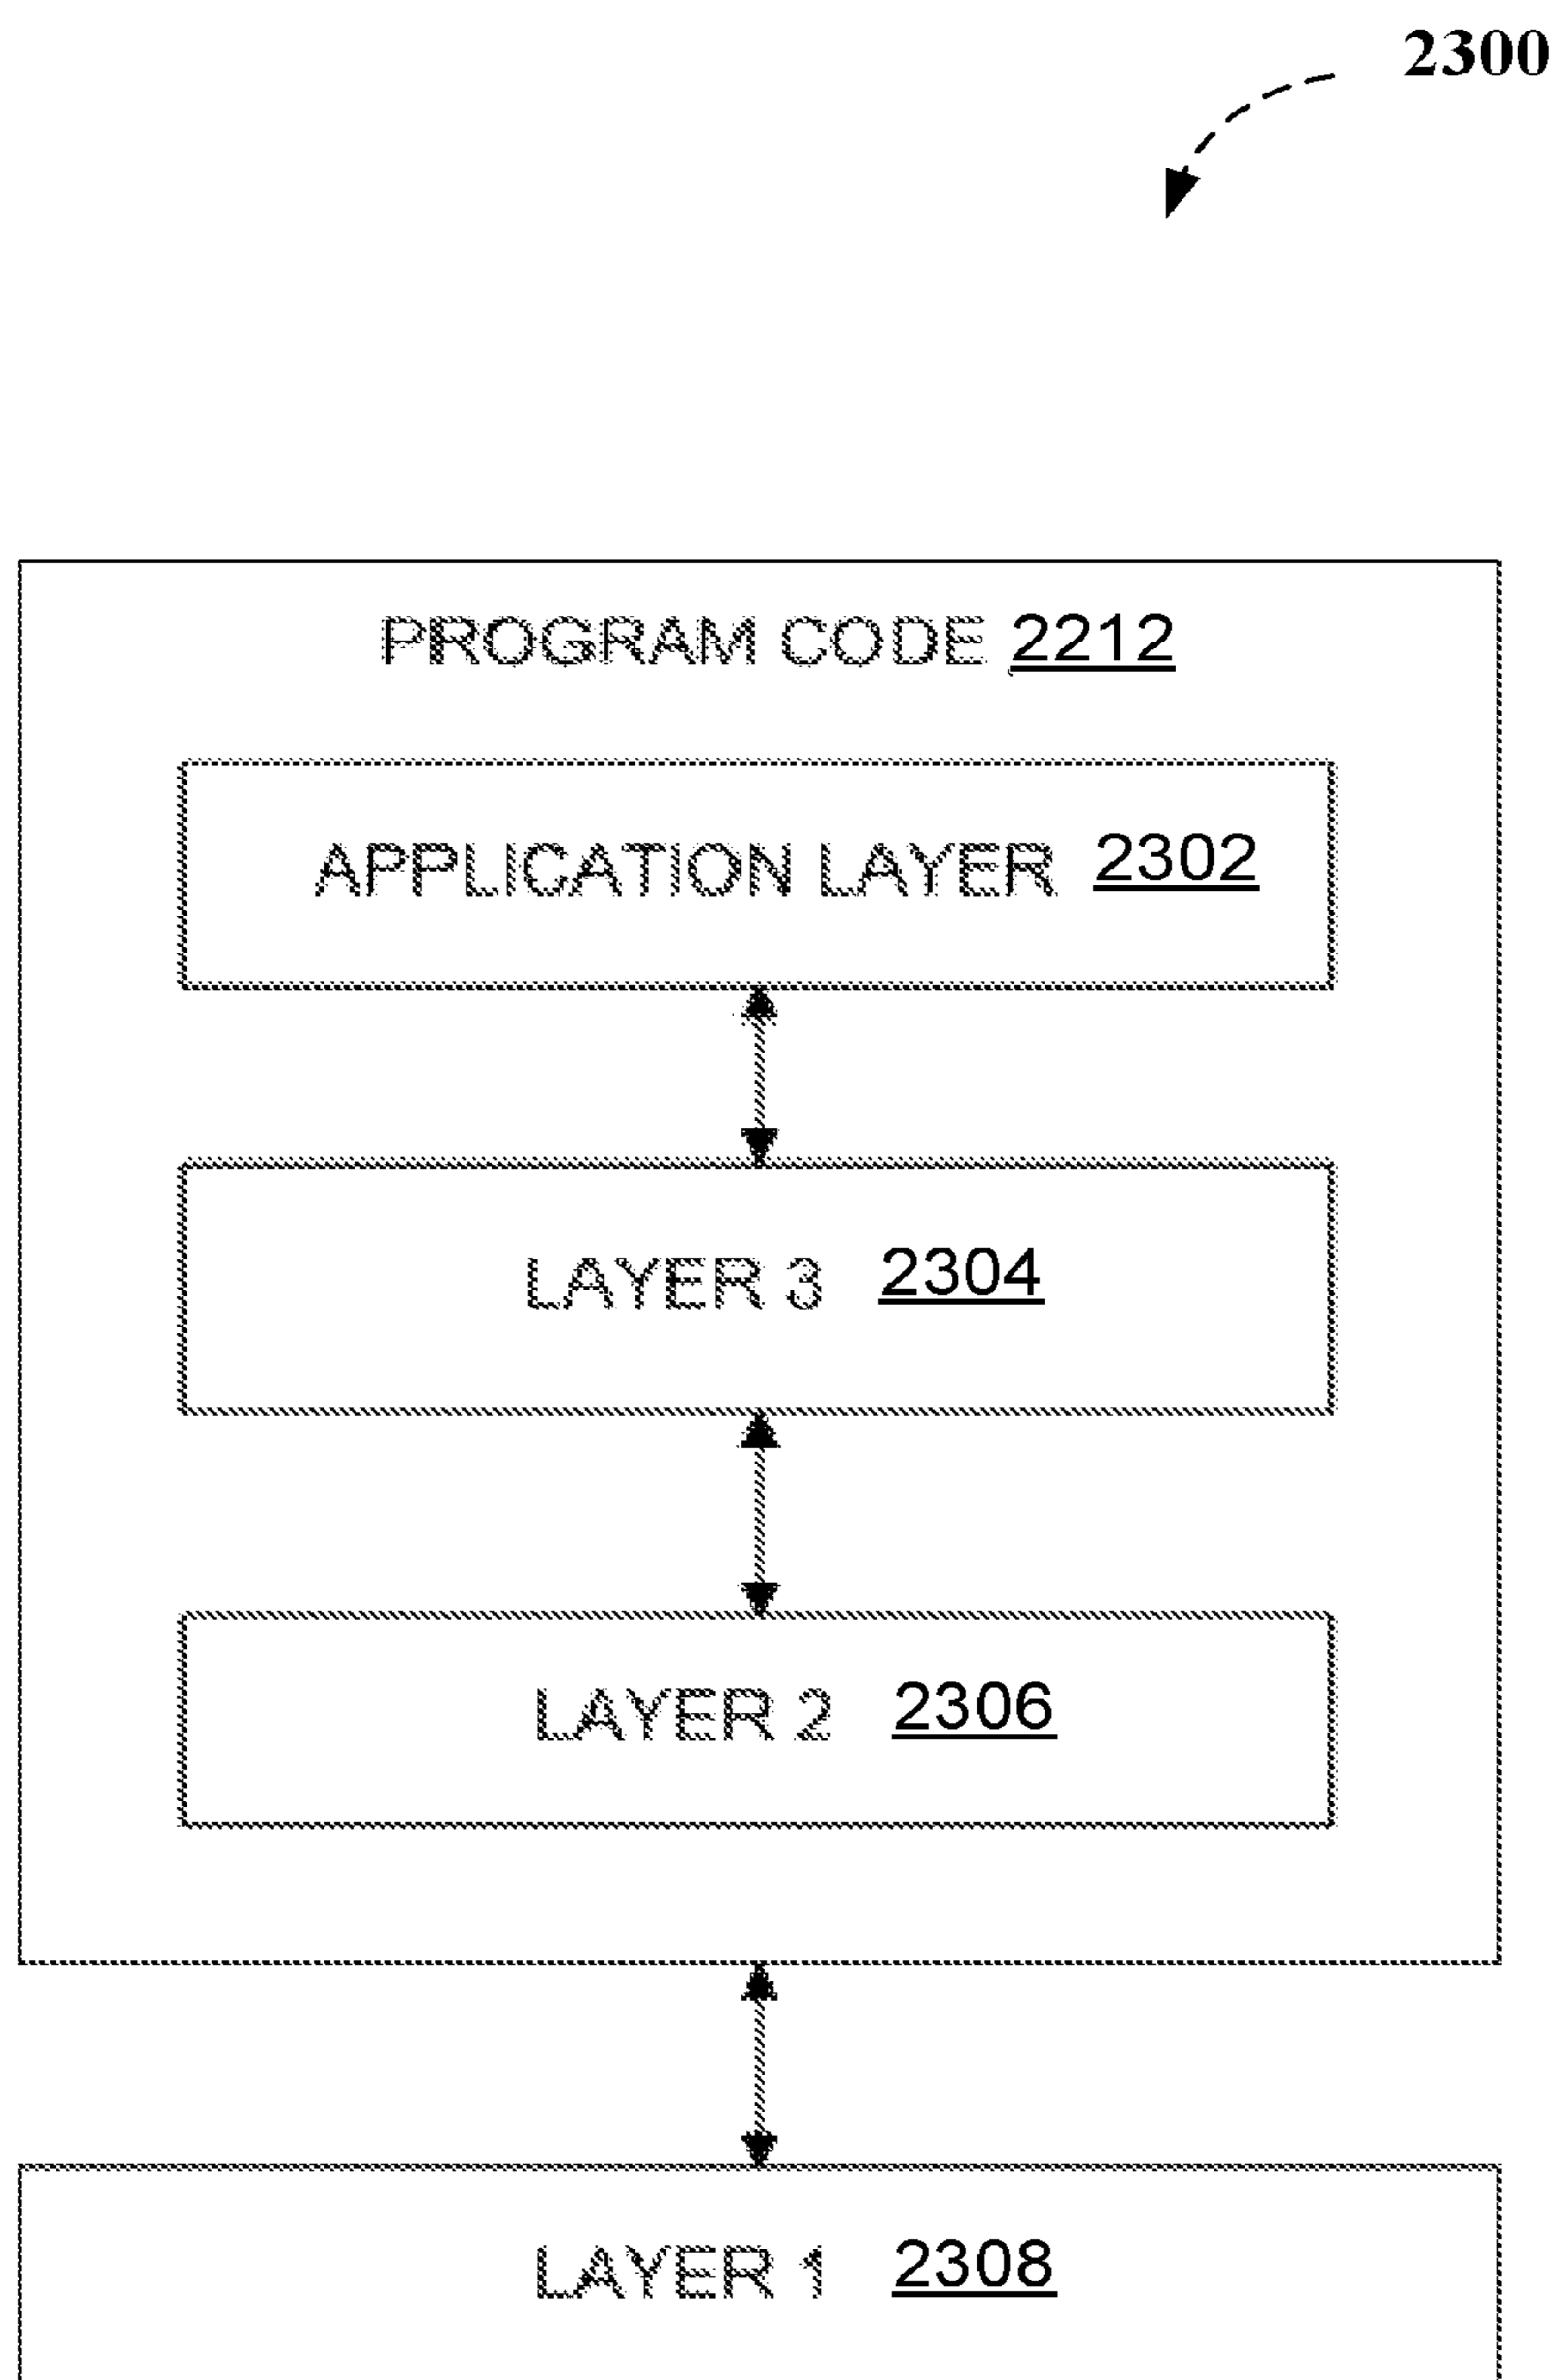 2300
PROGRAM CODE 2212
APPLICATION LAYER 2302
LAYER 3 2304
LAYER 2 2306
LAYER 1 2308